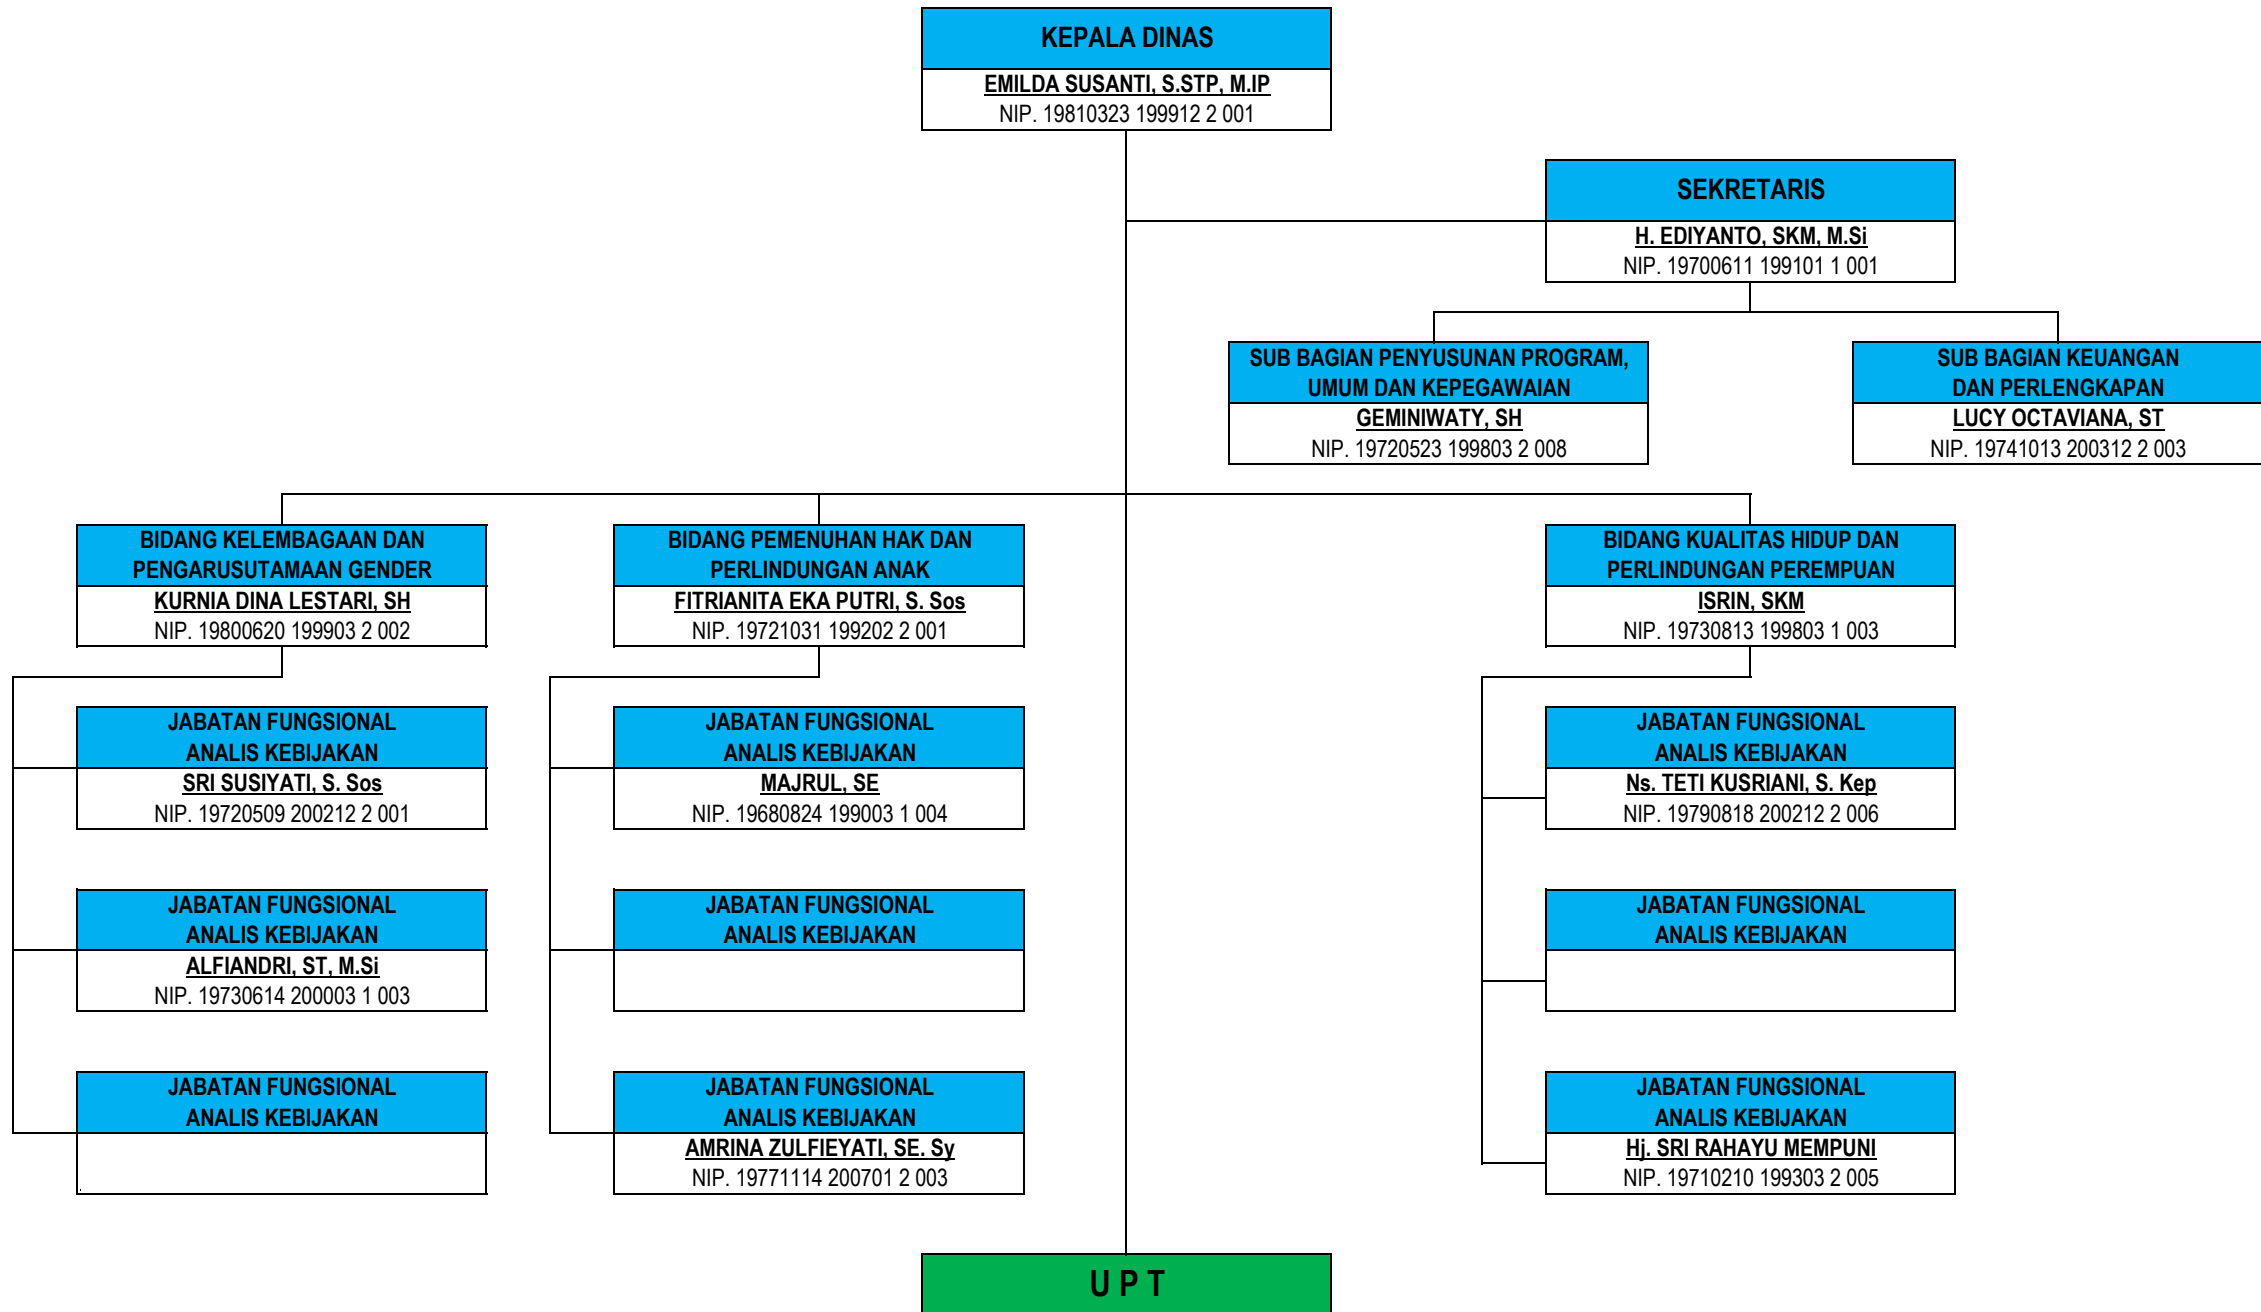 KEPALA DINAS
EMILDA SUSANTI, S.STP, M.IP
NIP. 19810323 199912 2 001
SEKRETARIS
H. EDIYANTO, SKM, M.Si
NIP. 19700611 199101 1 001
SUB BAGIAN PENYUSUNAN PROGRAM,
UMUM DAN KEPEGAWAIAN
GEMINIWATY, SH
NIP. 19720523 199803 2 008
SUB BAGIAN KEUANGAN
DAN PERLENGKAPAN
LUCY OCTAVIANA, ST
NIP. 19741013 200312 2 003
BIDANG KELEMBAGAAN DAN
PENGARUSUTAMAAN GENDER
KURNIA DINA LESTARI, SH
NIP. 19800620 199903 2 002
JABATAN FUNGSIONAL
ANALIS KEBIJAKAN
SRI SUSIYATI, S. Sos
NIP. 19720509 200212 2 001
JABATAN FUNGSIONAL
ANALIS KEBIJAKAN
ALFIANDRI, ST, M.Si
NIP. 19730614 200003 1 003
JABATAN FUNGSIONAL
ANALIS KEBIJAKAN
BIDANG PEMENUHAN HAK DAN
PERLINDUNGAN ANAK
FITRIANITA EKA PUTRI, S. Sos
NIP. 19721031 199202 2 001
JABATAN FUNGSIONAL
ANALIS KEBIJAKAN
MAJRUL, SE
NIP. 19680824 199003 1 004
JABATAN FUNGSIONAL
ANALIS KEBIJAKAN
JABATAN FUNGSIONAL
ANALIS KEBIJAKAN
AMRINA ZULFIEYATI, SE. Sy
NIP. 19771114 200701 2 003
BIDANG KUALITAS HIDUP DAN
PERLINDUNGAN PEREMPUAN
ISRIN, SKM
NIP. 19730813 199803 1 003
JABATAN FUNGSIONAL
ANALIS KEBIJAKAN
Ns. TETI KUSRIANI, S. Kep
NIP. 19790818 200212 2 006
JABATAN FUNGSIONAL
ANALIS KEBIJAKAN
JABATAN FUNGSIONAL
ANALIS KEBIJAKAN
Hj. SRI RAHAYU MEMPUNI
NIP. 19710210 199303 2 005
U P T